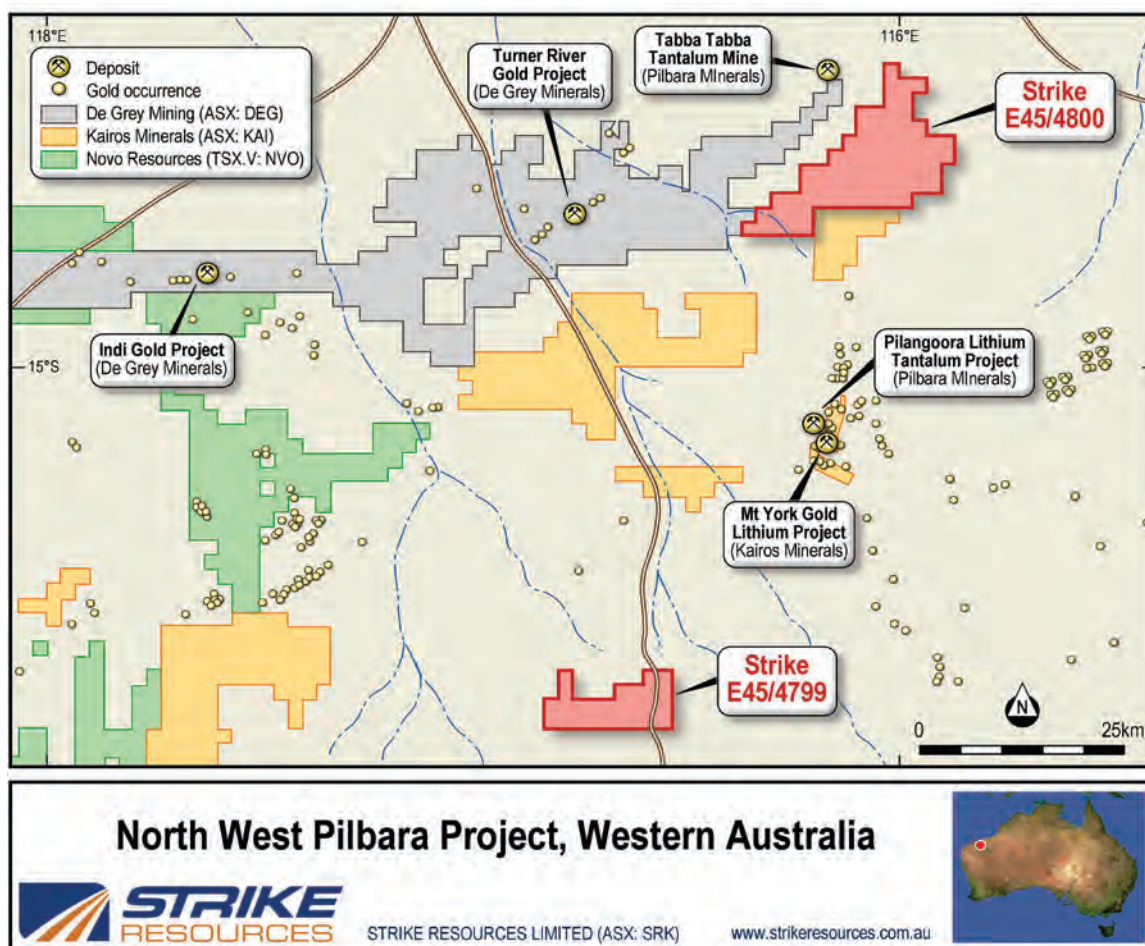 118°E
116°E
15°S
Deposit
Gold occurrence
De Grey Mining (ASX: DEG)
Kairos Minerals (ASX: KAI)
Novo Resources (TSX.V: NVO)
Turner River
Gold Project
(De Grey Minerals)
Tabba Tabba
Tantalum Mine
(Pilbara MInerals)
Strike
E45/4800
Indi Gold Project
(De Grey Minerals)
Pilangoora Lithium
Tantalum Project
(Pilbara MInerals)
Mt York Gold
Lithium Project
(Kairos Minerals)
Strike
E45/4799
N
0 25km
North West Pilbara Project, Western Australia
STRIKE
RESOURCES
STRIKE RESOURCES LIMITED (ASX: SRK)
www.strikeresources.com.au